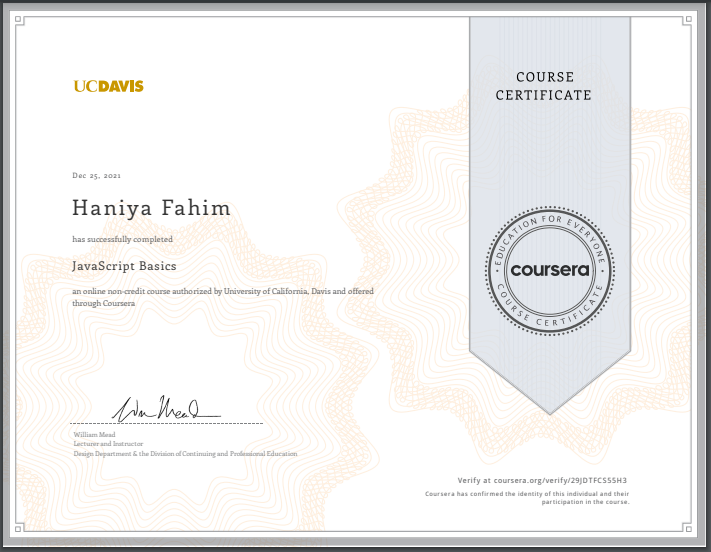 UCDAVIS
COURSE
CERTIFICATE
Dec 25, 2021
Haniya Fahim
has successfully completed
JavaScript Basics
an online non-credit course authorized by University of California, Davis and offered
through Coursera
EDUCATION FOR EVERYONE
coursera
COURSE CERTIFICATE
William Mead
Lecturer and Instructor
Design Department & the Division of Continuing and Professional Education
Verify at coursera.org/verify/29JDTFCS55H3
Coursera has confirmed the identity of this individual and their
participation in the course.